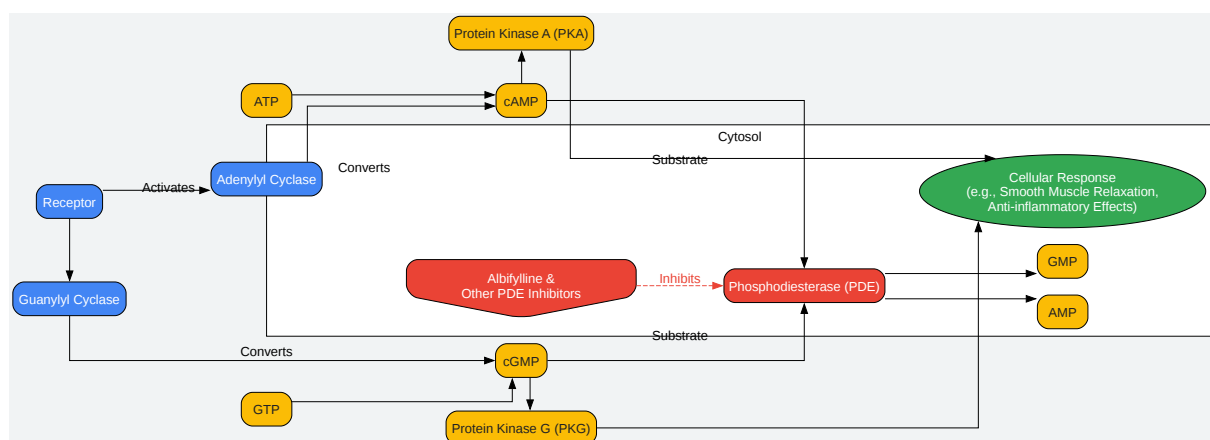 Protein Kinase A (PKA)
ATP
cAMP
Cytosol
Substrate
Converts
Adenylyl Cyclase
Activates
Receptor
Cellular Response
(e.g., Smooth Muscle Relaxation,
Anti-inflammatory Effects)
GMP
Albifylline &
Other PDE Inhibitors
Inhibits
Phosphodiesterase (PDE)
Guanylyl Cyclase
AMP
Substrate
Converts
cGMP
GTP
Protein Kinase G (PKG)